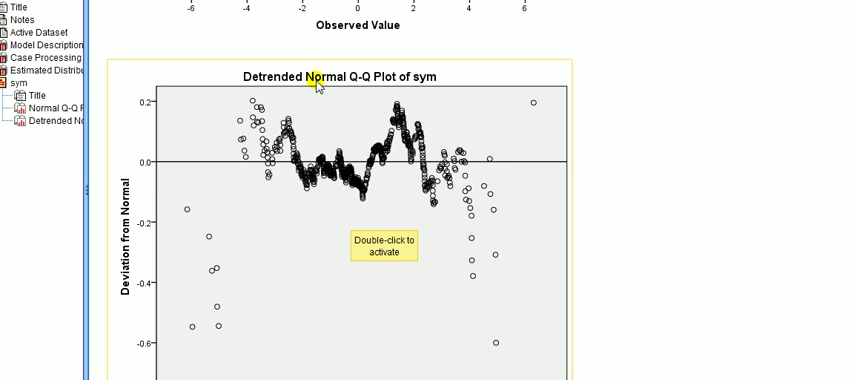 Title
Notes
Active Dataset
Model Description
Case Processing
Estimated Distribu
sym
Title
Normal Q-Q P
Detrended No
-6 -4 -2 0 2 4 6
Observed Value
Detrended Normal Q-Q Plot of sym
0.2
0.0
-0.2
-0.4
-0.6
Deviation from Normal
Double-click to
activate